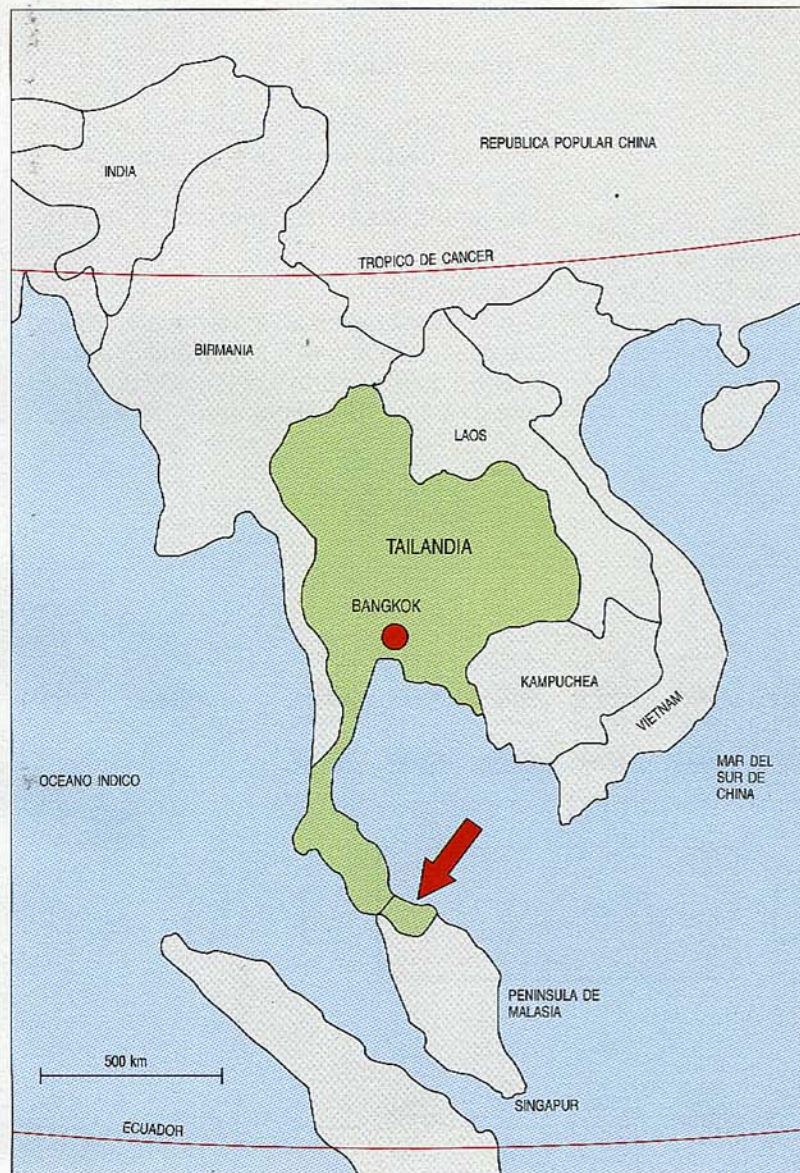 REPUBLICA POPULAR CHINA
INDIA
TROPICO DE CANCER
BIRMANIA
LAOS
TAILANDIA
BANGKOK
KAMPUCHEA
VIETNAM
MAR DEL
SUR DE
CHINA
OCEANO INDICO
PENINSULA DE
MALASIA
500 km
SINGAPUR
ECUADOR